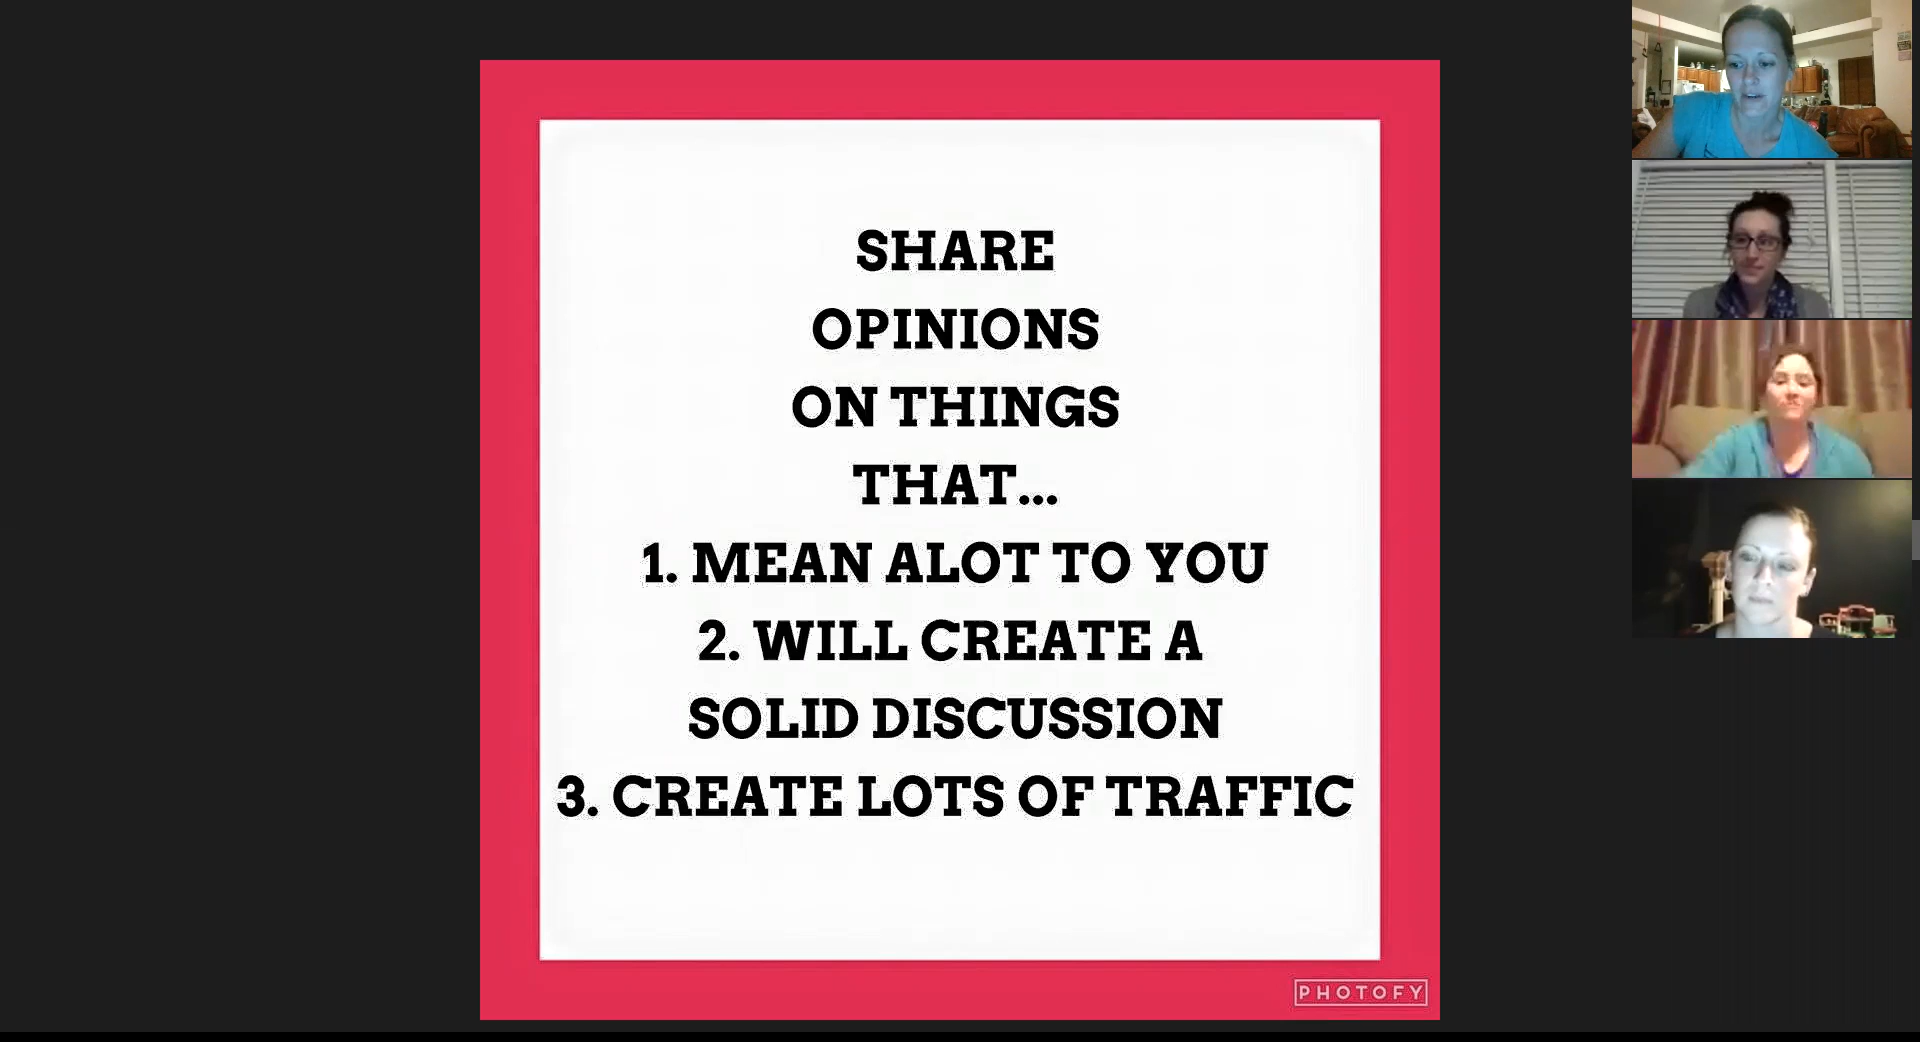 SHARE
OPINIONS
ON THINGS
THAT...
1. MEAN ALOT TO YOU
2. WILL CREATE A
SOLID DISCUSSION
3. CREATE LOTS OF TRAFFIC
PHOTOFY